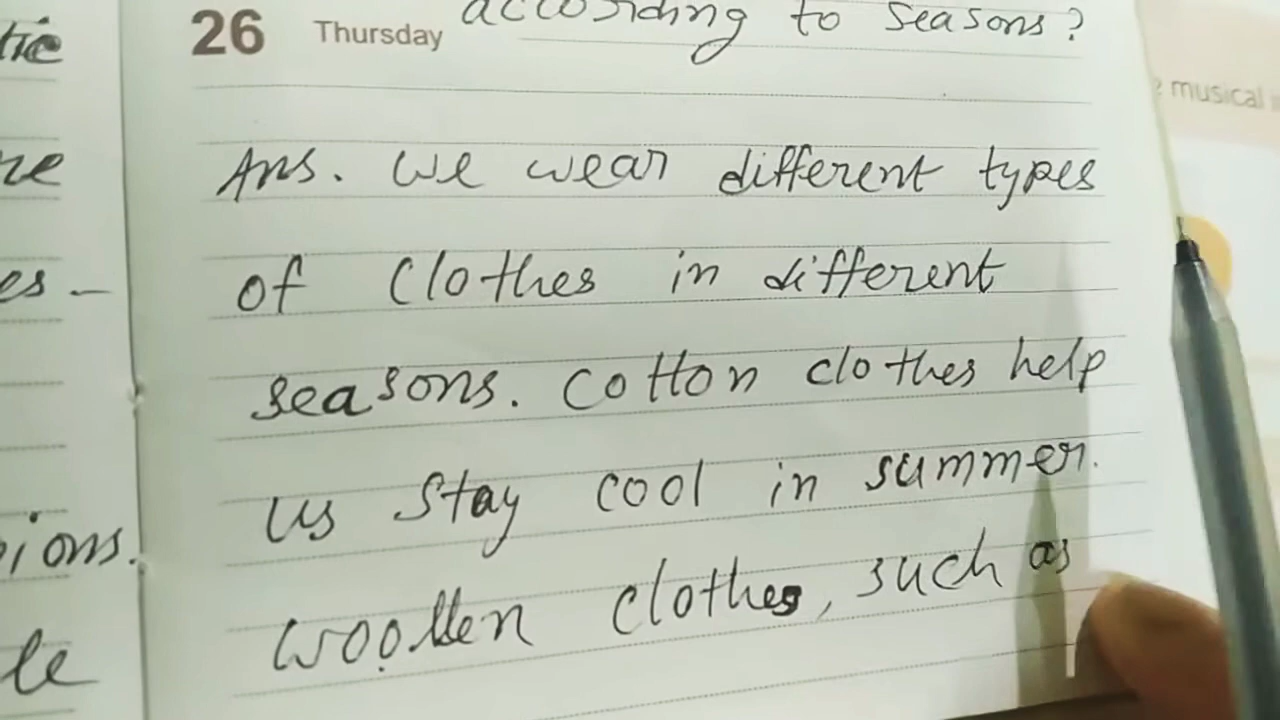 26 Thursday according to seasons?
musical
Ans. We wear different types
of clothes in different
seasons. Cotton clothes help
us stay cool in summer.
Woollen clothes, such as